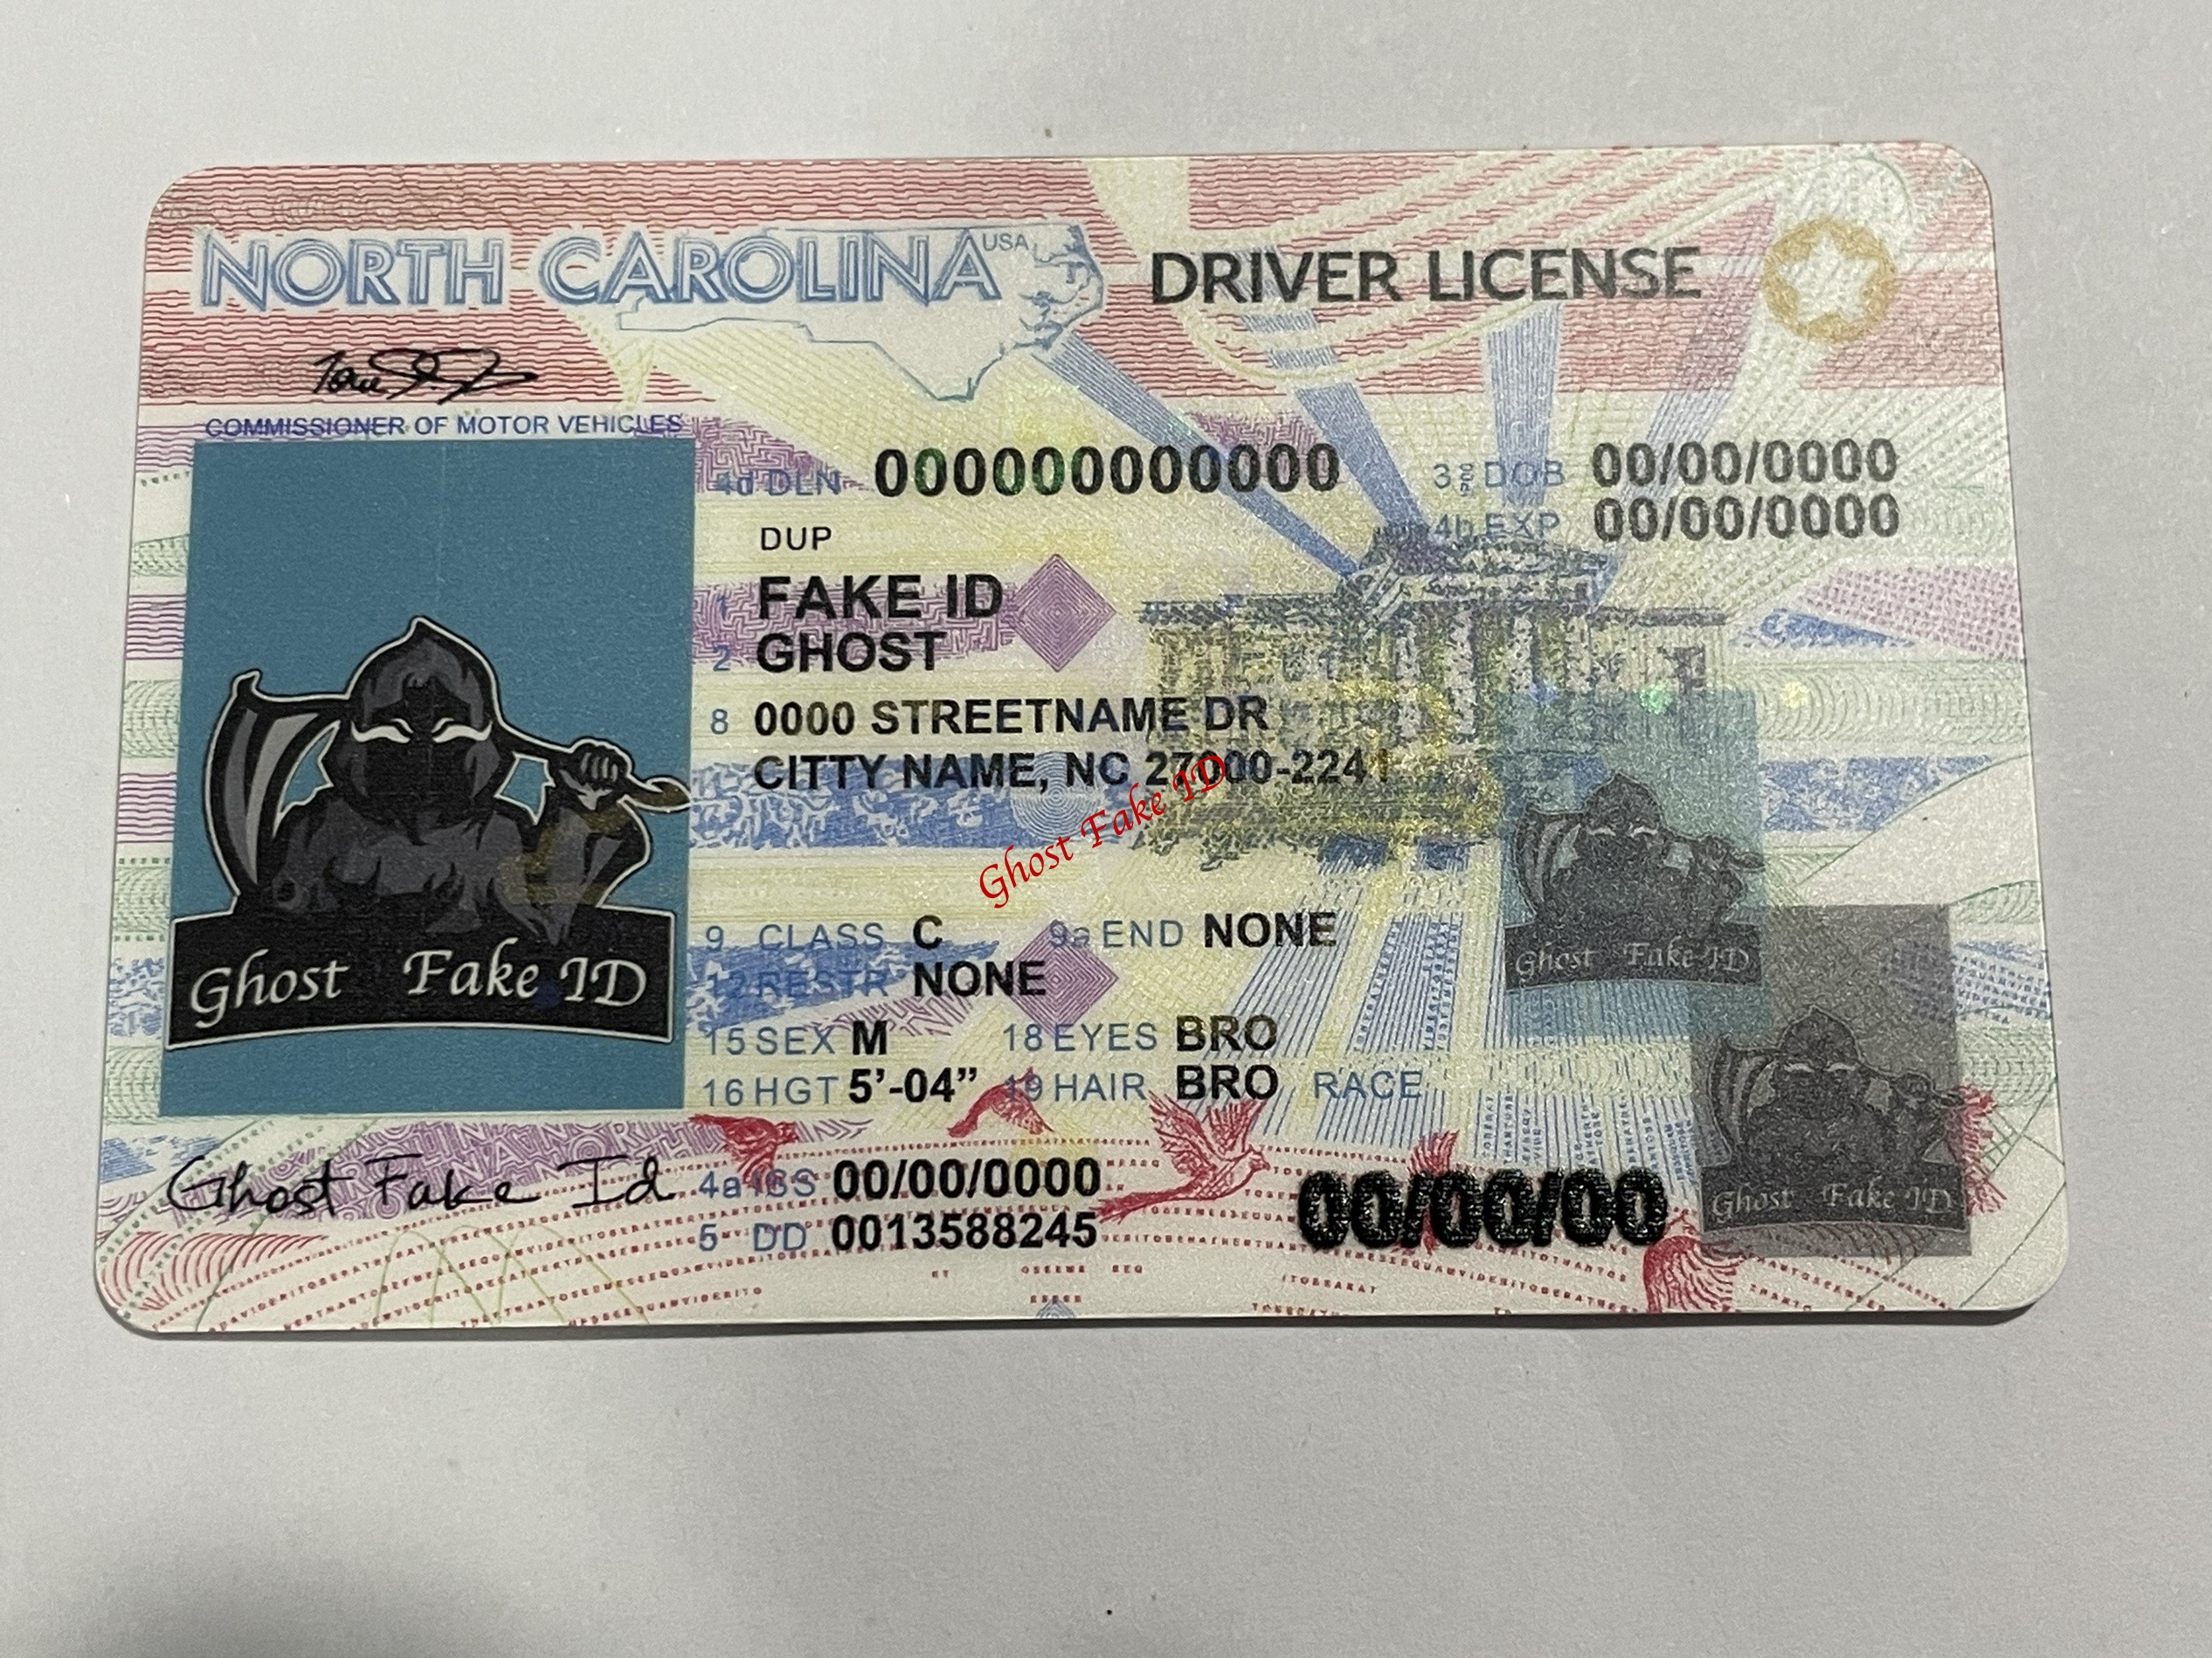 NORTH CAROLINA USA DRIVER LICENSE
COMMISSIONER OF MOTOR VEHICLES
4d DLN 000000000000 3 DOB 00/00/0000
4b EXP 00/00/0000
DUP
1 FAKE ID
2 GHOST
8 0000 STREETNAME DR
CITTY NAME, NC 27000-2241
Ghost Fake ID
9 CLASS C 9a END NONE
12 RESTR NONE
15 SEX M 18 EYES BRO
16 HGT 5'-04" 19 HAIR BRO RACE
Ghost Fake ID
Ghost Fake ID
Ghost Fake ID
Ghost Fake Id
4a ISS 00/00/0000
5 DD 0013588245
00/00/00